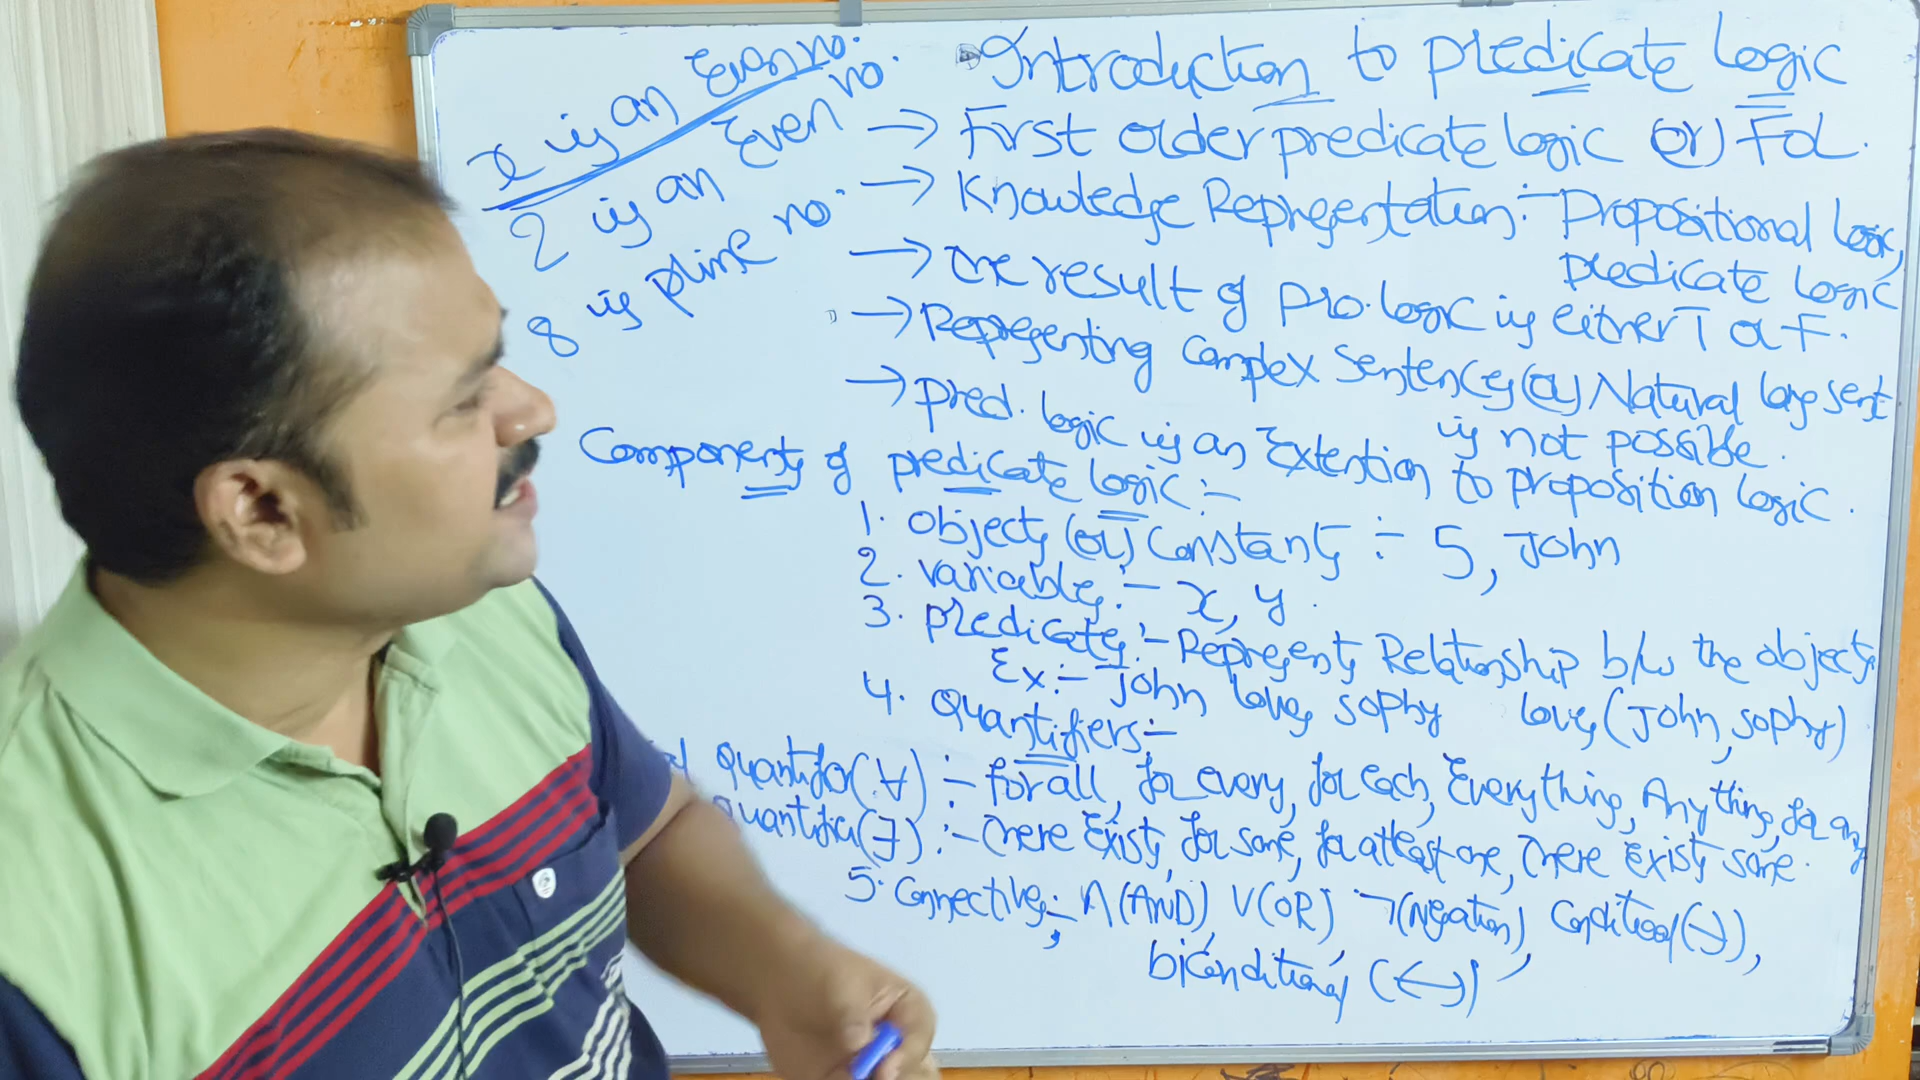 Introduction to predicate logic
x is an Even no.
2 is an Even no.
8 is prime no.
→ First order predicate logic (or) FOL.
→ Knowledge Representation:- Propositional logic,
predicate logic
→ The result of pro. logic is either T or F.
→ Representing complex Sentences (or) Natural lang sent
is not possible.
→ pred. logic is an Extention to proposition logic.
Components of predicate logic:-
1. Objects (or) Constants :- 5, John
2. variables:- x, y.
3. predicates:- Represents Relationship b/w the objects
Ex:- John loves sophy loves(John, sophy)
4. Quantifiers:-
quantifier(∀):- for all, for every, for each, Everything, Anything, for any
quantifier(∃):- There Exists, for some, for atleast one, There exists some.
5. Connectives:- ∧(AND), ∨(OR) ¬(Negation), Conditional(→),
biconditional (↔)